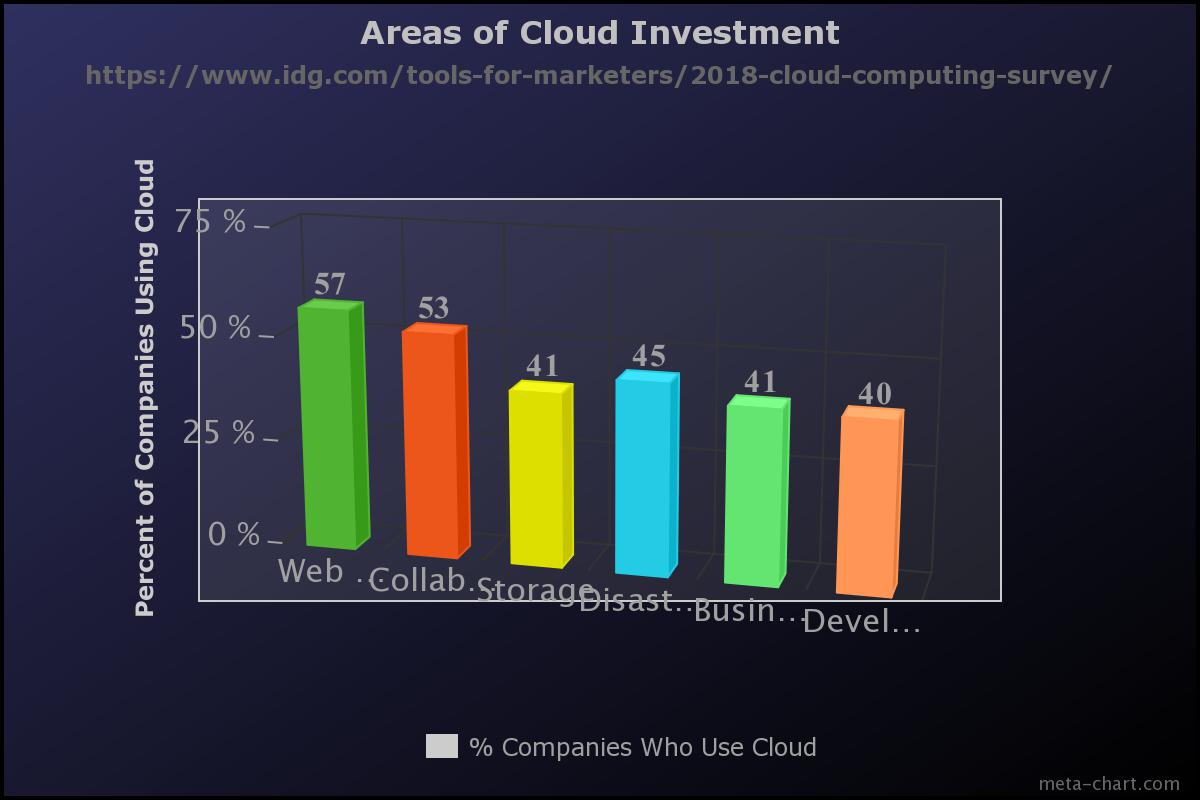 Areas of Cloud Investment
https://www.idg.com/tools-for-marketers/2018-cloud-computing-survey/
Percent of Companies Using Cloud
75 %
50 %
25 %
0 %
57
53
41
45
41
40
Web ...
Collab...
Storage
Disast...
Busin...
Devel...
% Companies Who Use Cloud
meta-chart.com